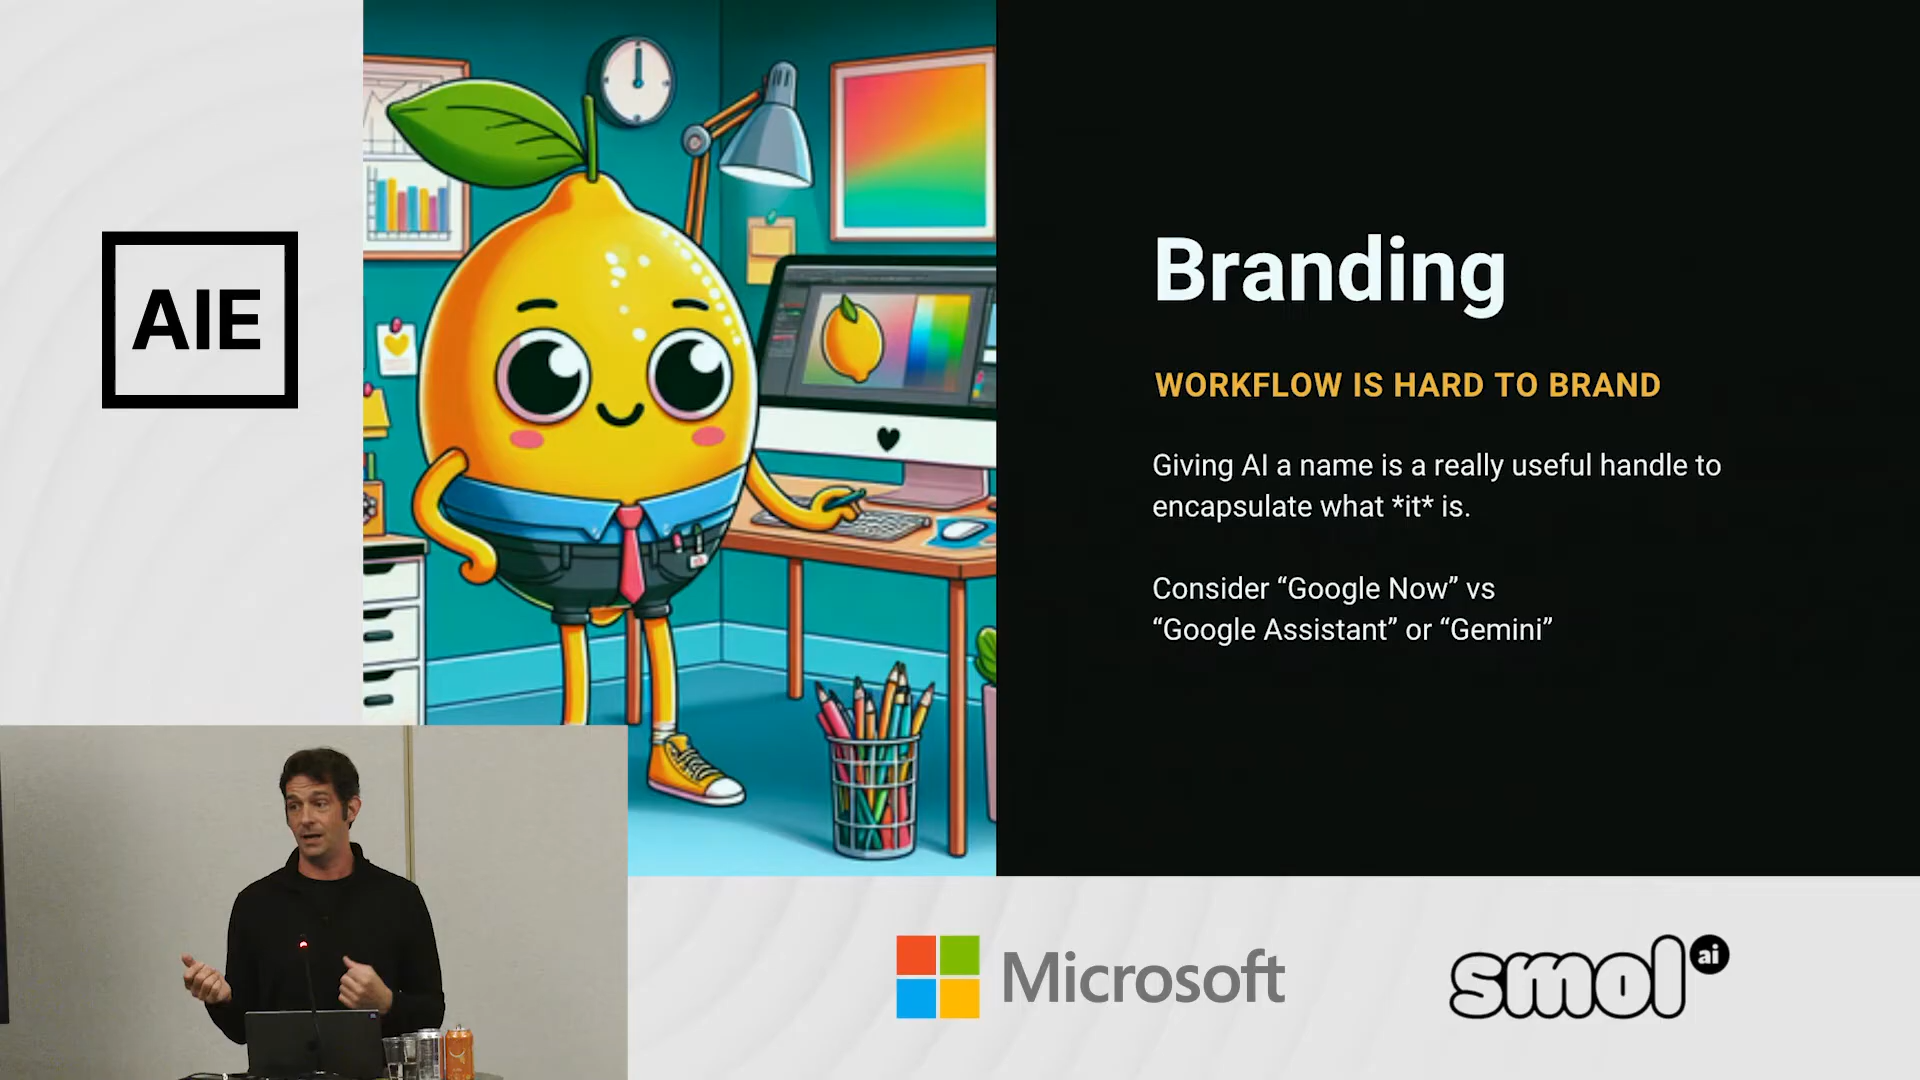 AIE
Branding
WORKFLOW IS HARD TO BRAND
Giving AI a name is a really useful handle to
encapsulate what *it* is.
Consider “Google Now” vs
“Google Assistant” or “Gemini”
Microsoft
smol ai